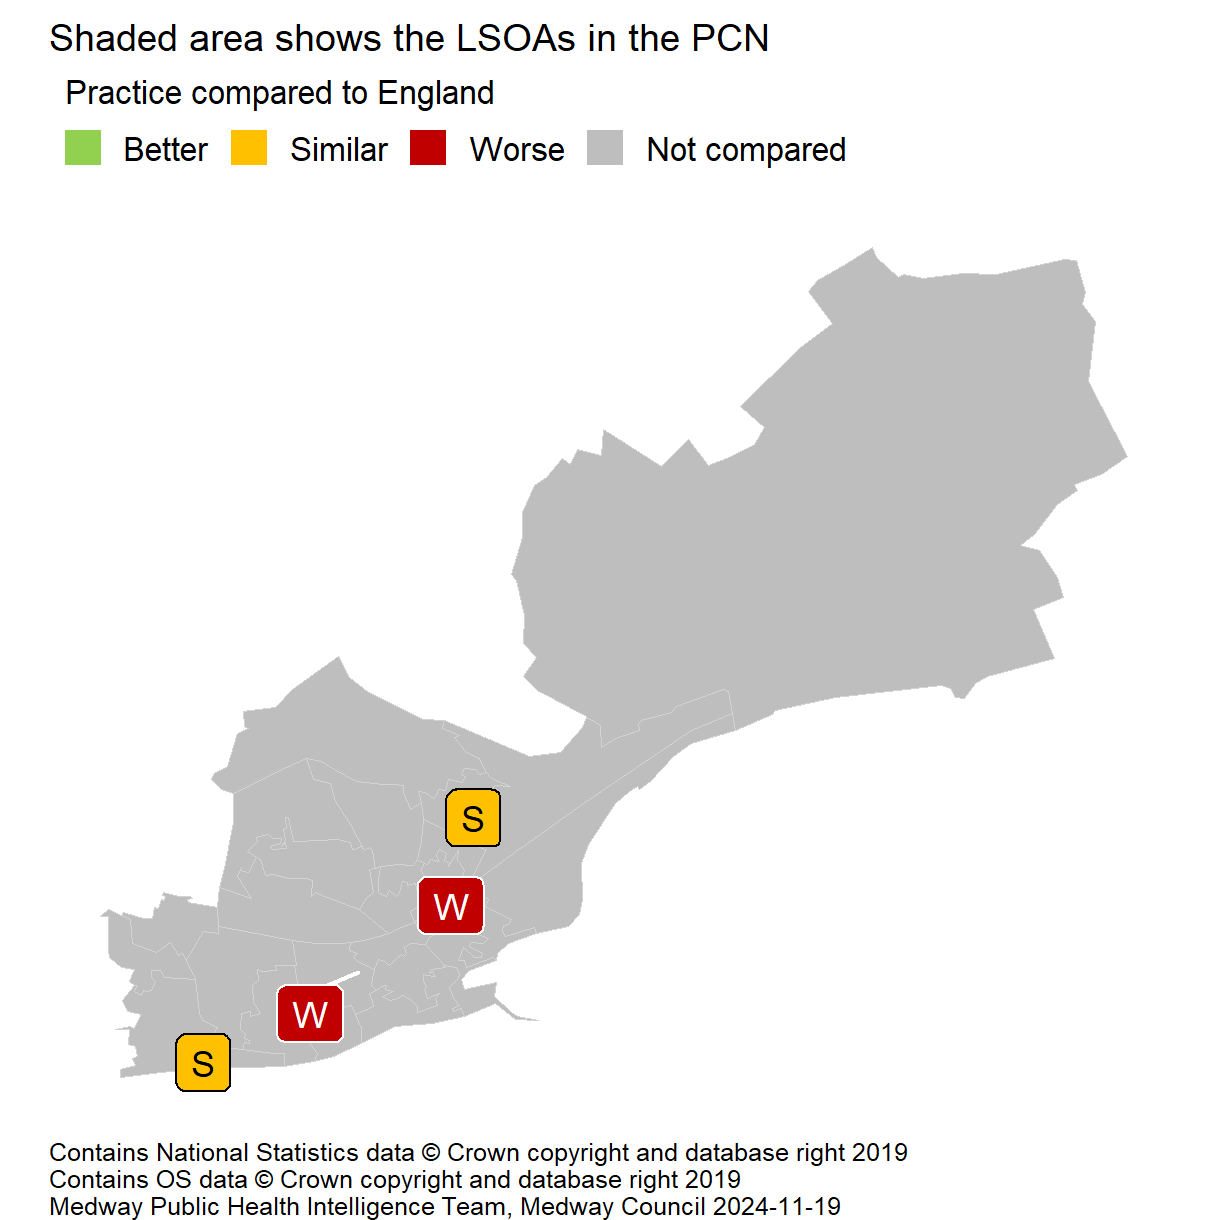 Shaded area shows the LSOAs in the PCN
Practice compared to England
Better Similar Worse Not compared
S
W
W
S
Contains National Statistics data © Crown copyright and database right 2019
Contains OS data © Crown copyright and database right 2019
Medway Public Health Intelligence Team, Medway Council 2024-11-19